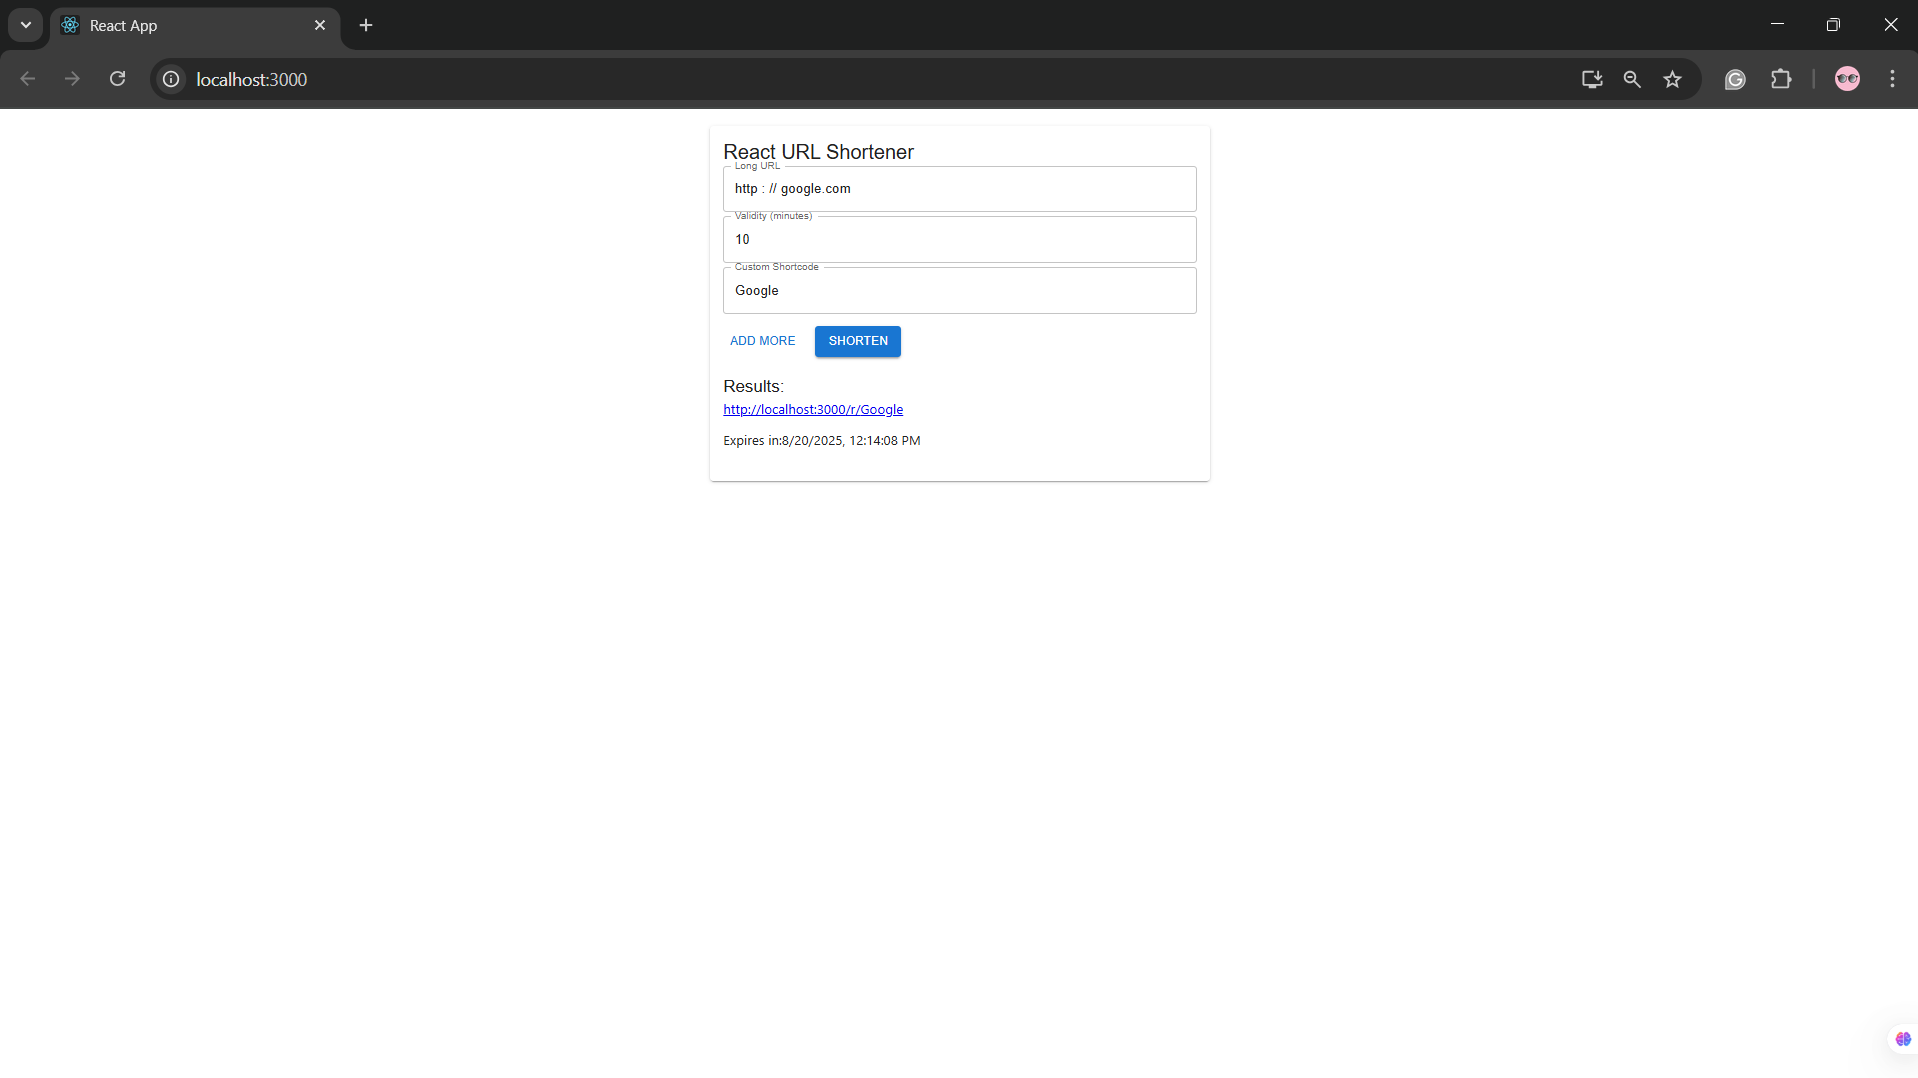 React App
localhost:3000
React URL Shortener
Long URL
http : // google.com
Validity (minutes)
10
Custom Shortcode
Google
ADD MORE SHORTEN
Results:
http://localhost:3000/r/Google
Expires in:8/20/2025, 12:14:08 PM